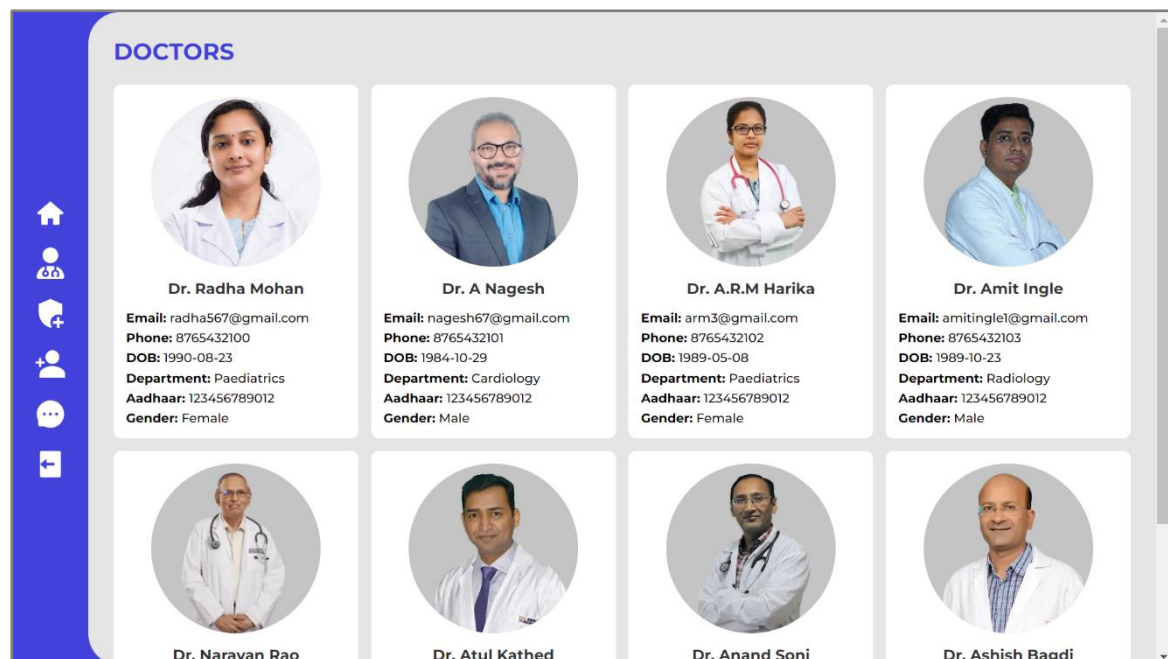 DOCTORS
Dr. Radha Mohan
Email: radha567@gmail.com
Phone: 8765432100
DOB: 1990-08-23
Department: Paediatrics
Aadhaar: 123456789012
Gender: Female
Dr. A Nagesh
Email: nagesh67@gmail.com
Phone: 8765432101
DOB: 1984-10-29
Department: Cardiology
Aadhaar: 123456789012
Gender: Male
Dr. A.R.M Harika
Email: arm3@gmail.com
Phone: 8765432102
DOB: 1989-05-08
Department: Paediatrics
Aadhaar: 123456789012
Gender: Female
Dr. Amit Ingle
Email: amitingle1@gmail.com
Phone: 8765432103
DOB: 1989-10-23
Department: Radiology
Aadhaar: 123456789012
Gender: Male
Dr. Narayan Rao
Dr. Atul Kathed
Dr. Anand Soni
Dr. Ashish Bagdi